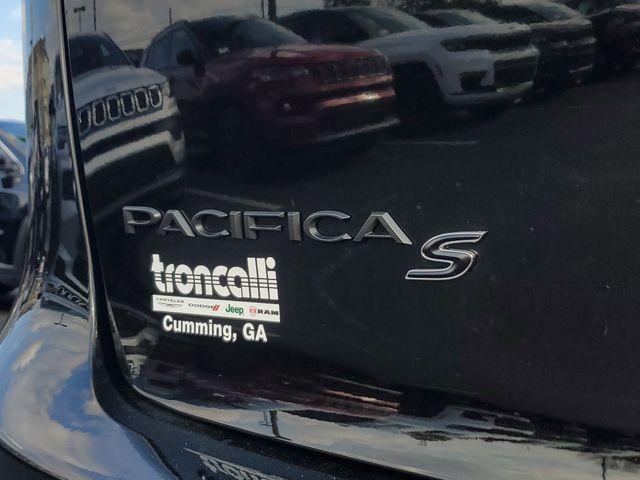 PACIFICA S
troncalli
CHRYSLER DODGE Jeep RAM
Cumming, GA